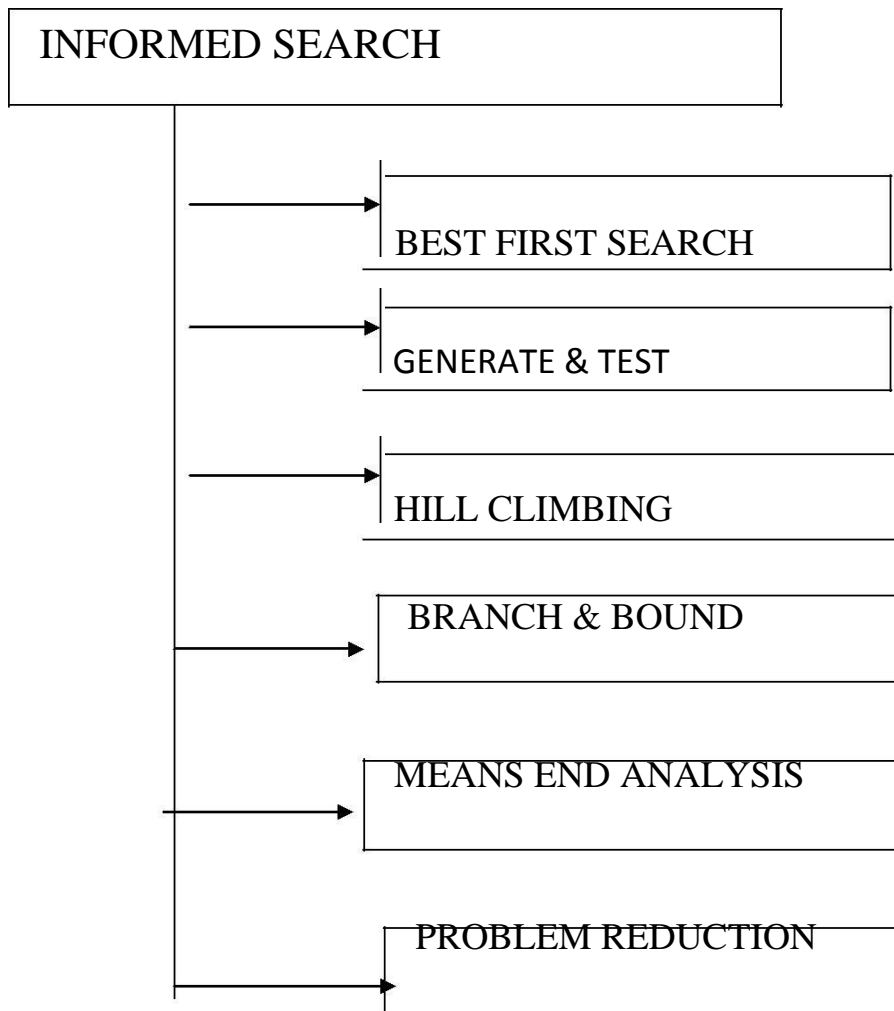 INFORMED SEARCH
BEST FIRST SEARCH
GENERATE & TEST
HILL CLIMBING
BRANCH & BOUND
MEANS END ANALYSIS
PROBLEM REDUCTION